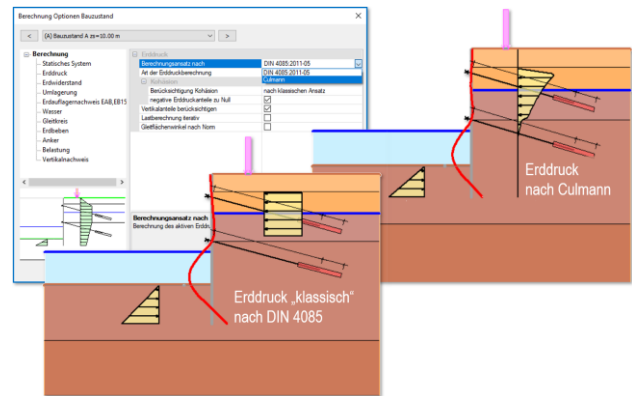 Berechnung Optionen Bauzustand
<
(A) Bauzustand A zs=10.00 m
>
Berechnung
Statisches System
Erddruck
Erdwiderstand
Umlagerung
Erdauflagernachweis EAB,EB15
Wasser
Gleitkreis
Erdbeben
Anker
Belastung
Vertikalnachweis
Erddruck
Berechnungsansatz nach DIN 4085:2011-05
Art der Erddruckberechnung DIN 4085:2011-05
Culmann
Kohäsion
Berücksichtigung Kohäsion nach klassischen Ansatz
negative Erddruckanteile zu Null
Vertikalanteile berücksichtigen
Lastberechnung iterativ
Gleitflächenwinkel nach Norm
Berechnungsansatz nach
Berechnung des aktiven Erddr
Erddruck
nach Culmann
Erddruck „klassisch“
nach DIN 4085